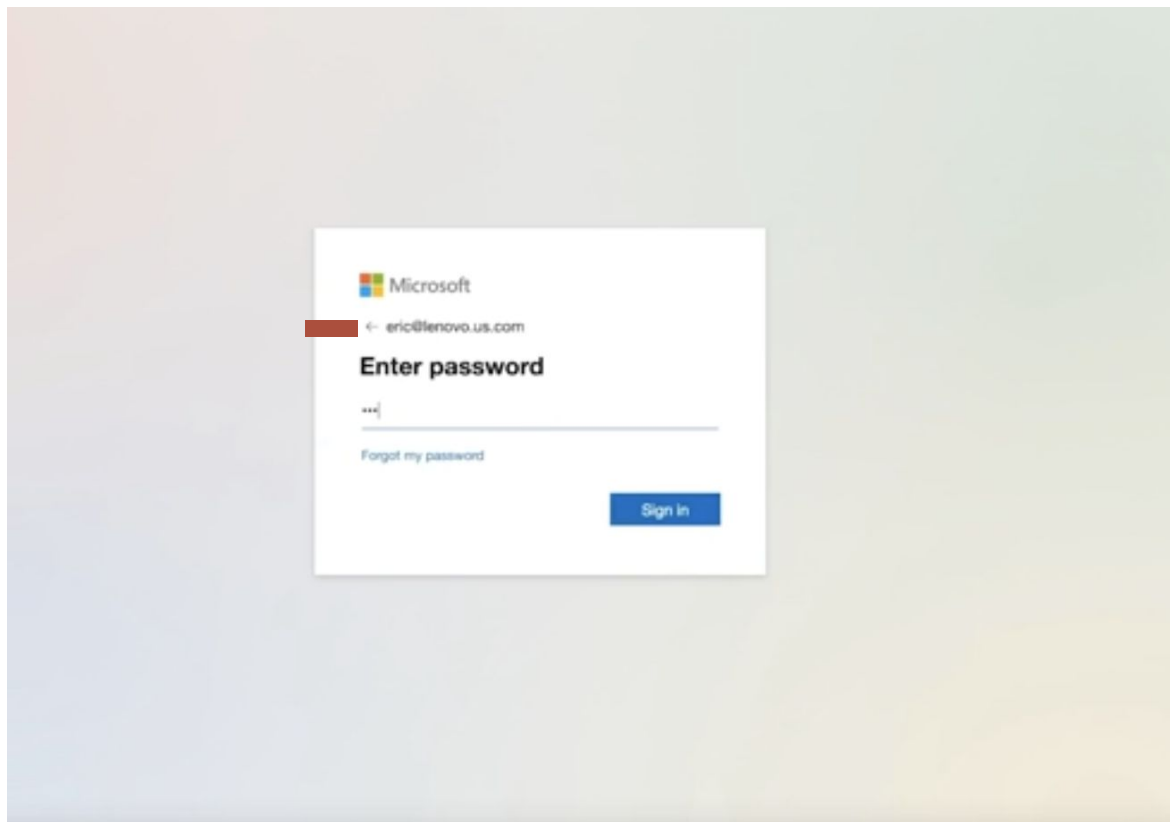 Microsoft
← eric@lenovo.us.com
Enter password
•••
Forgot my password
Sign in